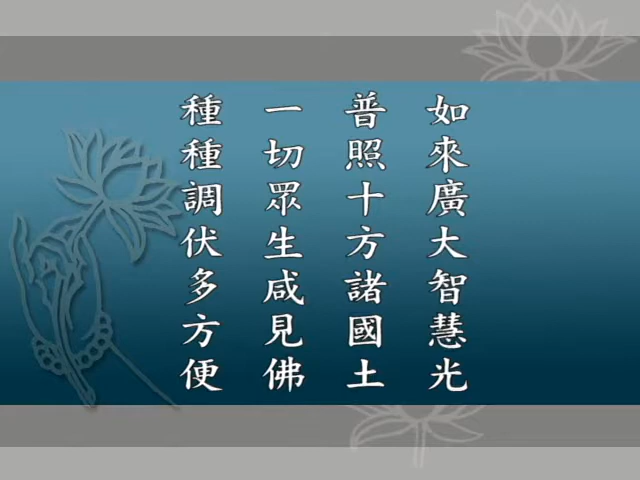 如來廣大智慧光
普照十方諸國土
一切眾生咸見佛
種種調伏多方便